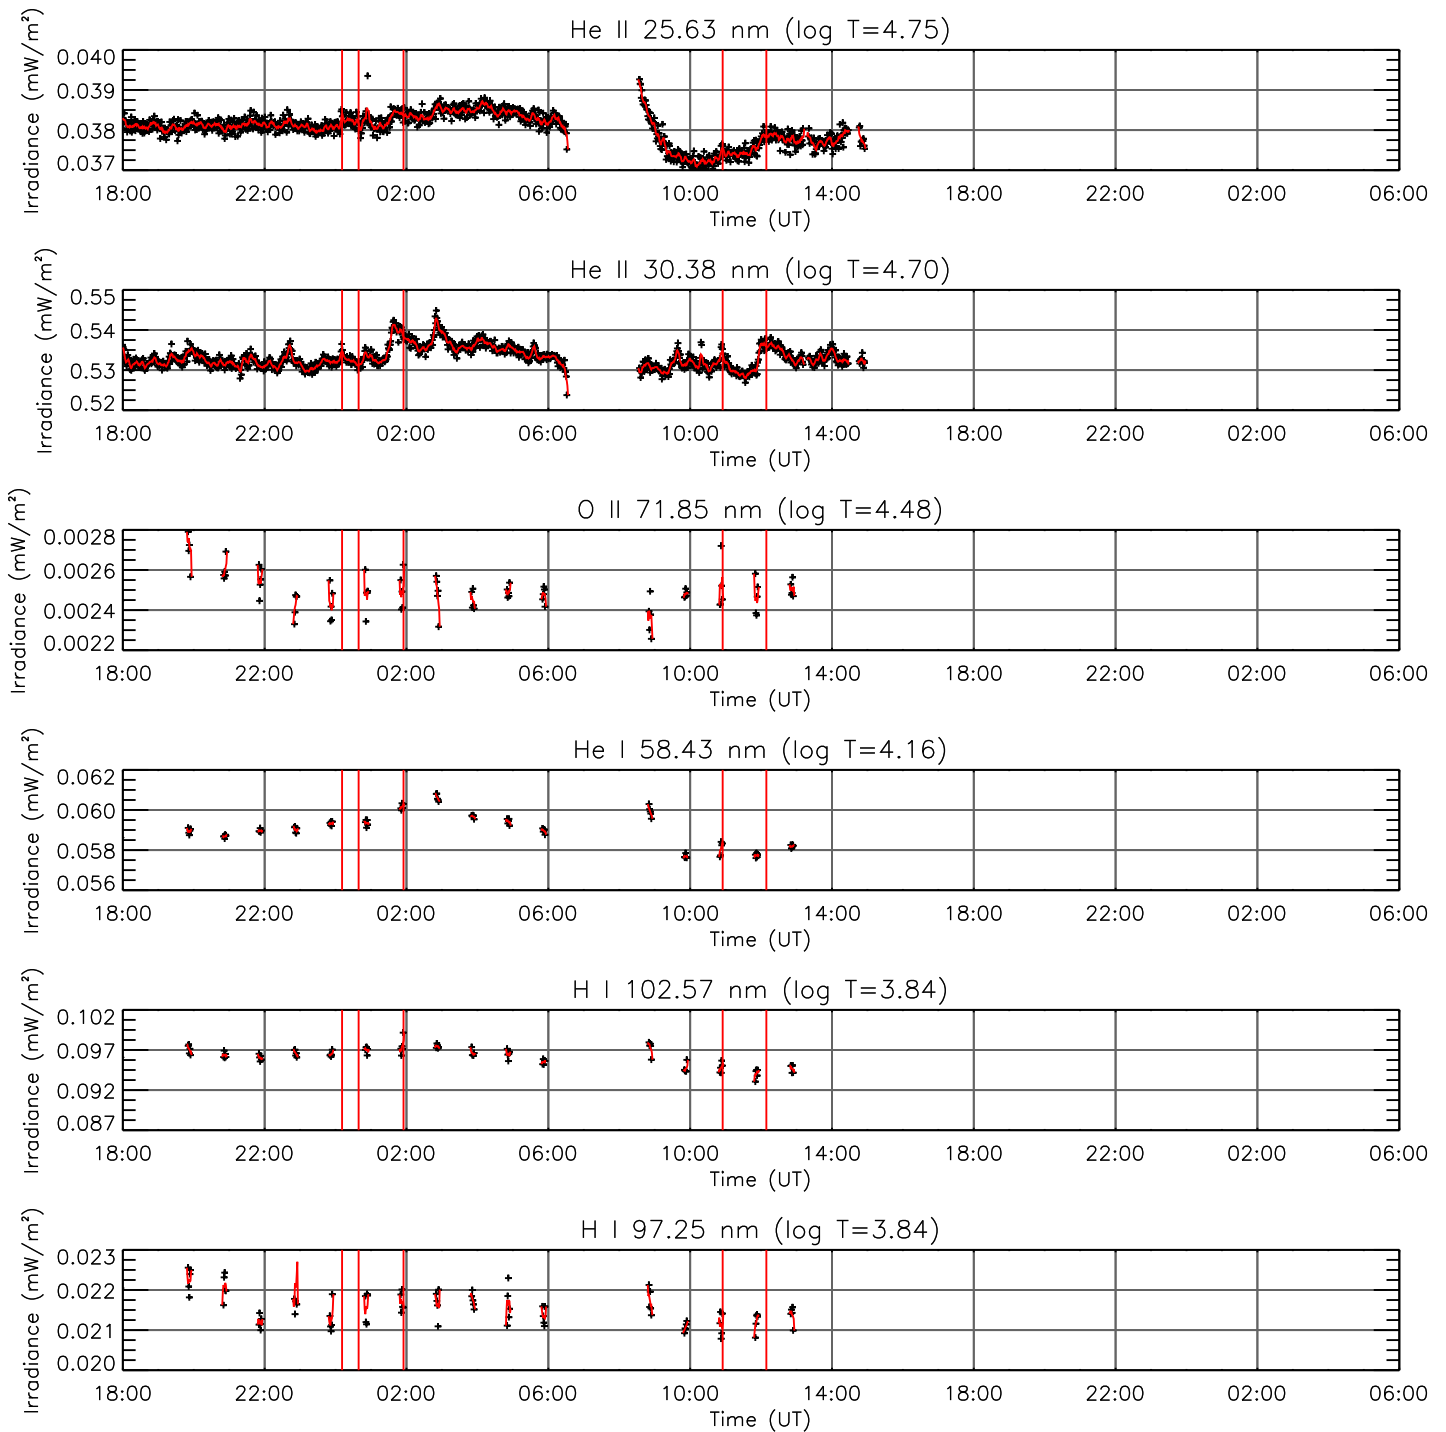 He II 25.63 nm (log T=4.75)
Irradiance (mW/m²)
0.040
0.039
0.038
0.037
18:00 22:00 02:00 06:00 10:00 14:00 18:00 22:00 02:00 06:00
Time (UT)
He II 30.38 nm (log T=4.70)
Irradiance (mW/m²)
0.55
0.54
0.53
0.52
18:00 22:00 02:00 06:00 10:00 14:00 18:00 22:00 02:00 06:00
Time (UT)
O II 71.85 nm (log T=4.48)
Irradiance (mW/m²)
0.0028
0.0026
0.0024
0.0022
18:00 22:00 02:00 06:00 10:00 14:00 18:00 22:00 02:00 06:00
Time (UT)
He I 58.43 nm (log T=4.16)
Irradiance (mW/m²)
0.062
0.060
0.058
0.056
18:00 22:00 02:00 06:00 10:00 14:00 18:00 22:00 02:00 06:00
Time (UT)
H I 102.57 nm (log T=3.84)
Irradiance (mW/m²)
0.102
0.097
0.092
0.087
18:00 22:00 02:00 06:00 10:00 14:00 18:00 22:00 02:00 06:00
Time (UT)
H I 97.25 nm (log T=3.84)
Irradiance (mW/m²)
0.023
0.022
0.021
0.020
18:00 22:00 02:00 06:00 10:00 14:00 18:00 22:00 02:00 06:00
Time (UT)